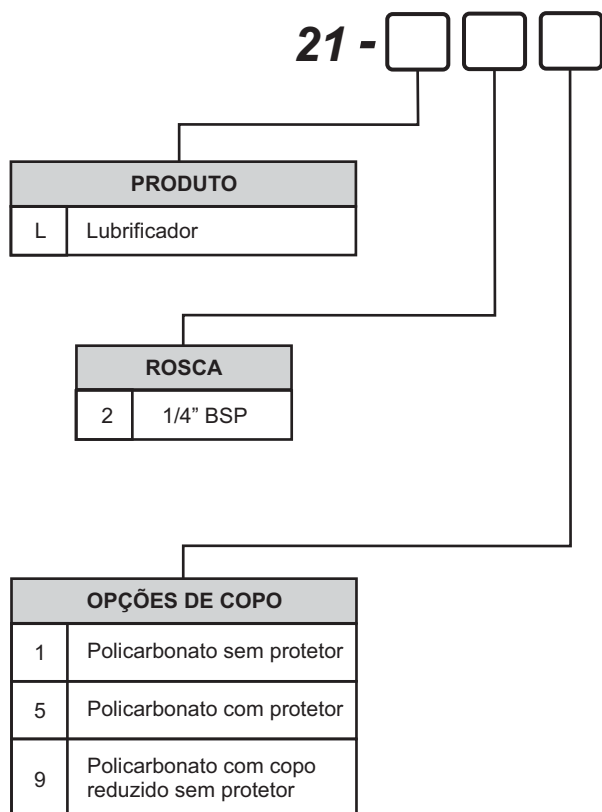 21 -
PRODUTO
L Lubrificador
ROSCA
2 1/4” BSP
OPÇÕES DE COPO
1 Policarbonato sem protetor
5 Policarbonato com protetor
9 Policarbonato com copo
reduzido sem protetor